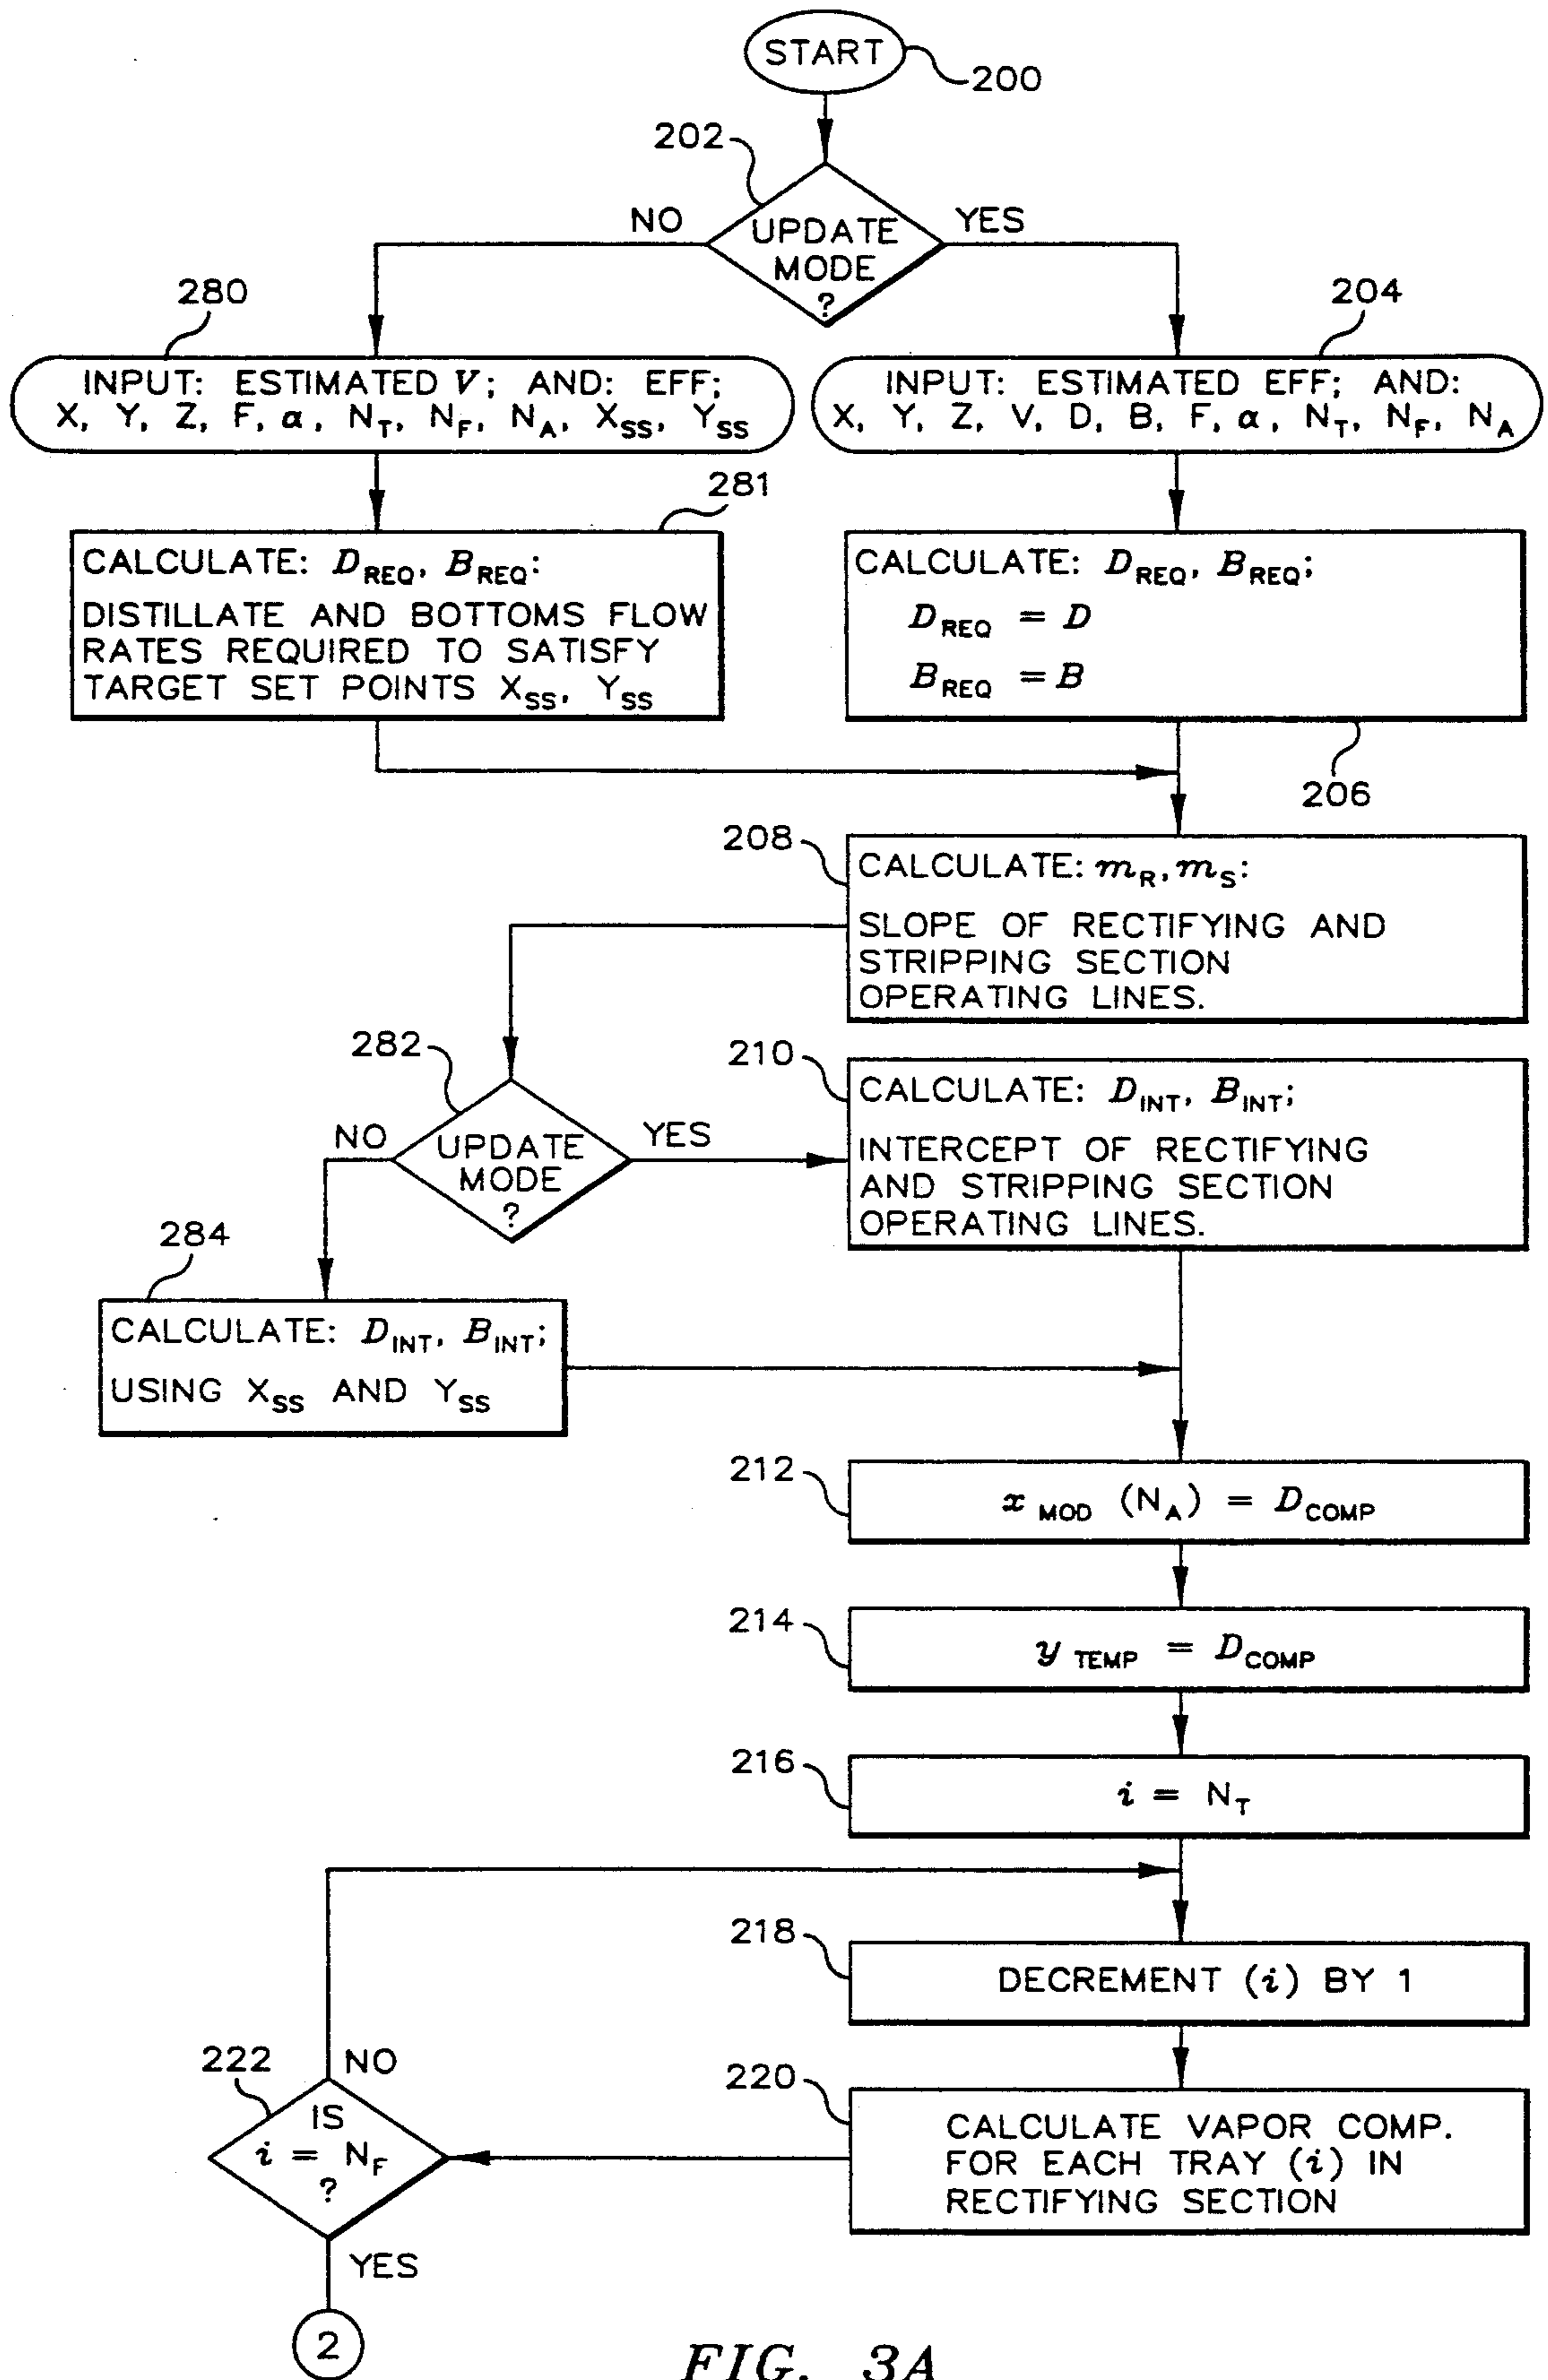 START
200
202
UPDATE
MODE
?
NO
YES
280
204
INPUT: ESTIMATED V; AND: EFF;
X, Y, Z, F, α, N_T, N_F, N_A, X_SS, Y_SS
INPUT: ESTIMATED EFF; AND:
X, Y, Z, V, D, B, F, α, N_T, N_F, N_A
281
CALCULATE: D_REQ, B_REQ:
DISTILLATE AND BOTTOMS FLOW
RATES REQUIRED TO SATISFY
TARGET SET POINTS X_SS, Y_SS
CALCULATE: D_REQ, B_REQ;
D_REQ = D
B_REQ = B
206
208
CALCULATE: m_R, m_S:
SLOPE OF RECTIFYING AND
STRIPPING SECTION
OPERATING LINES.
282
UPDATE
MODE
?
NO
YES
210
CALCULATE: D_INT, B_INT;
INTERCEPT OF RECTIFYING
AND STRIPPING SECTION
OPERATING LINES.
284
CALCULATE: D_INT, B_INT;
USING X_SS AND Y_SS
212
x_MOD (N_A) = D_COMP
214
y_TEMP = D_COMP
216
i = N_T
218
DECREMENT (i) BY 1
220
CALCULATE VAPOR COMP.
FOR EACH TRAY (i) IN
RECTIFYING SECTION
222
NO
IS
i = N_F
?
YES
2
FIG. 3A